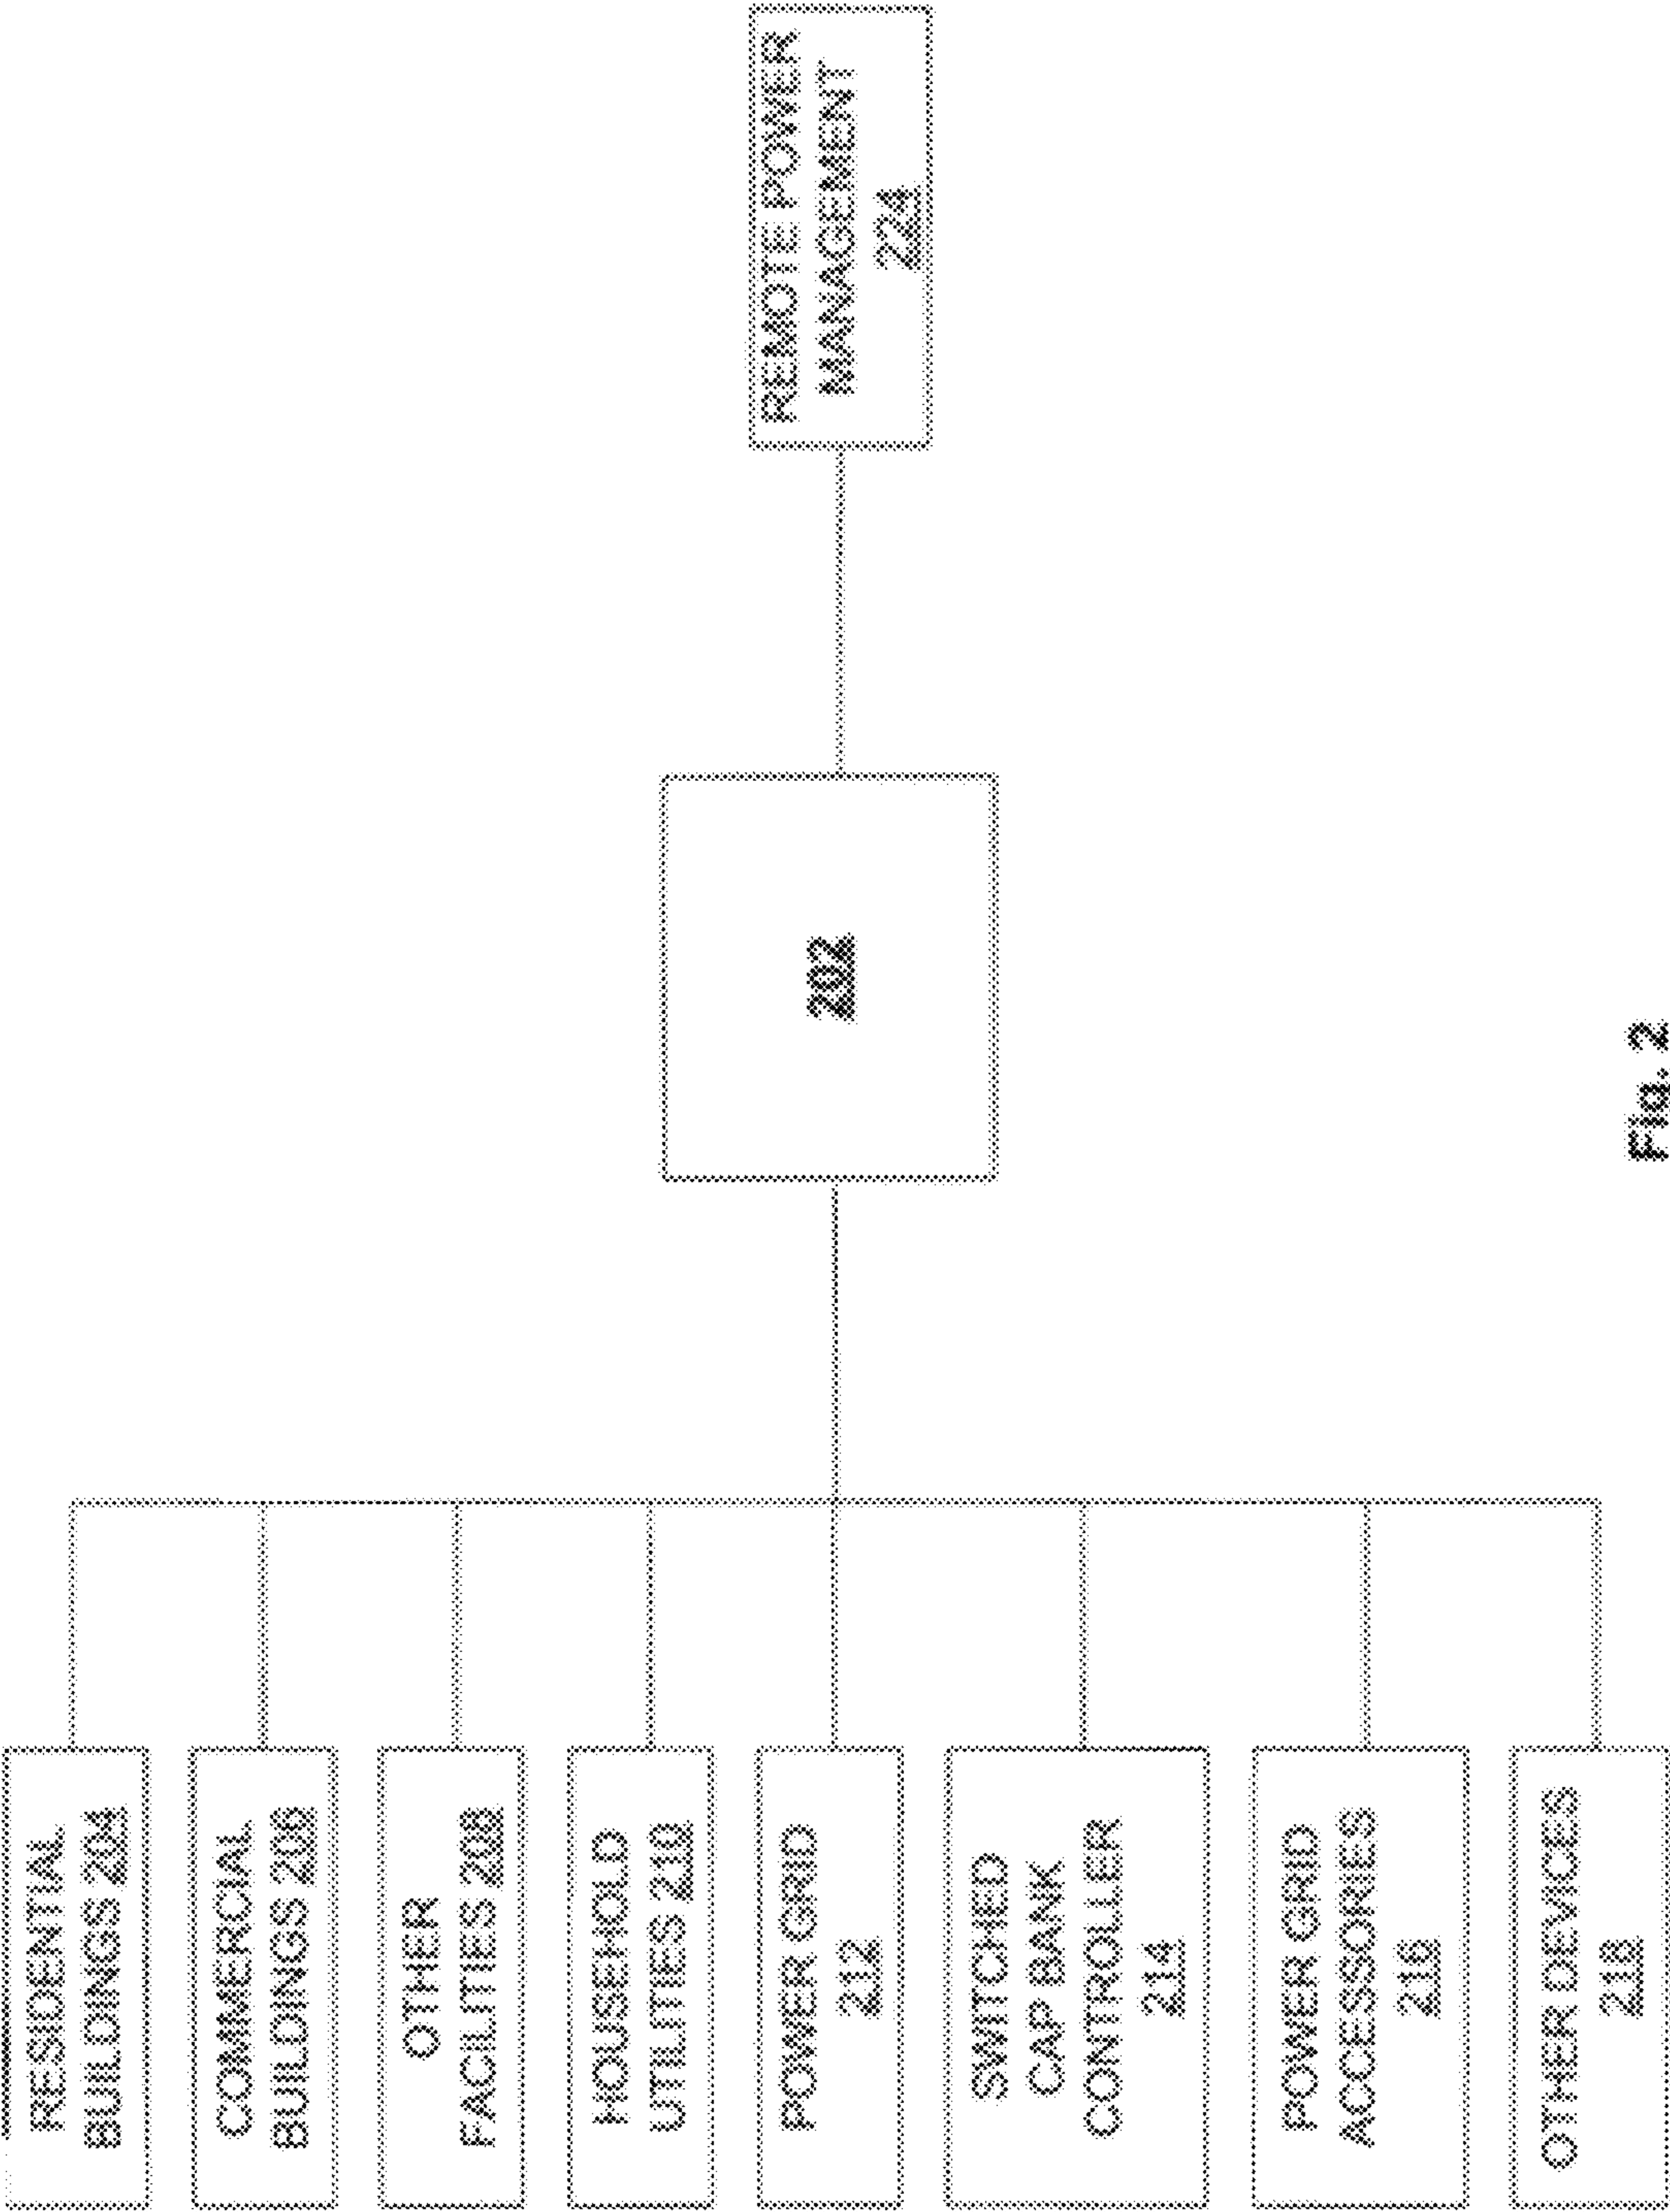 RESIDENTIAL
BUILDINGS 204
COMMERCIAL
BUILDINGS 206
OTHER
FACILITIES 208
HOUSEHOLD
UTILITIES 210
POWER GRID
212
SWITCHED
CAP BANK
CONTROLLER
214
POWER GRID
ACCESSORIES
216
OTHER DEVICES
218
202
REMOTE POWER
MANAGEMENT
224
Fig. 2